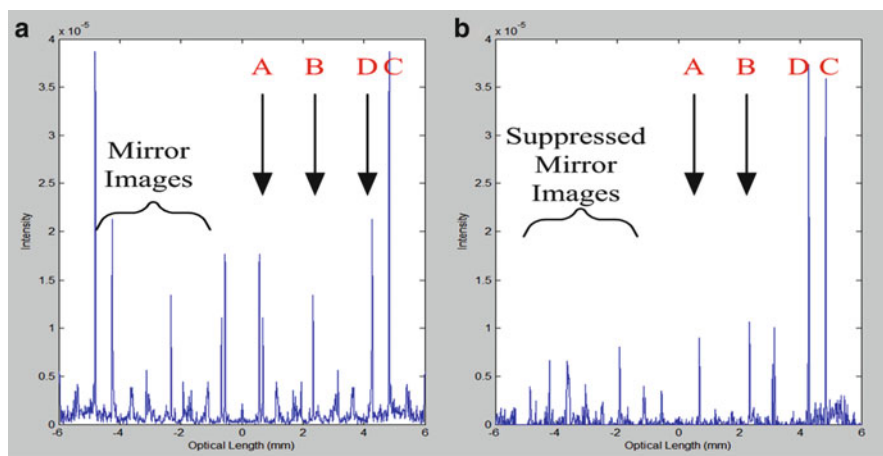 a
x 10⁻⁵
4
3.5
3
2.5
2
1.5
1
0.5
0
-6 -4 -2 0 2 4 6
Intensity
Optical Length (mm)
A B D C
Mirror
Images
b
x 10⁻⁵
4
3.5
3
2.5
2
1.5
1
0.5
0
-6 -4 -2 0 2 4 6
Intensity
Optical Length (mm)
A B D C
Suppressed
Mirror
Images